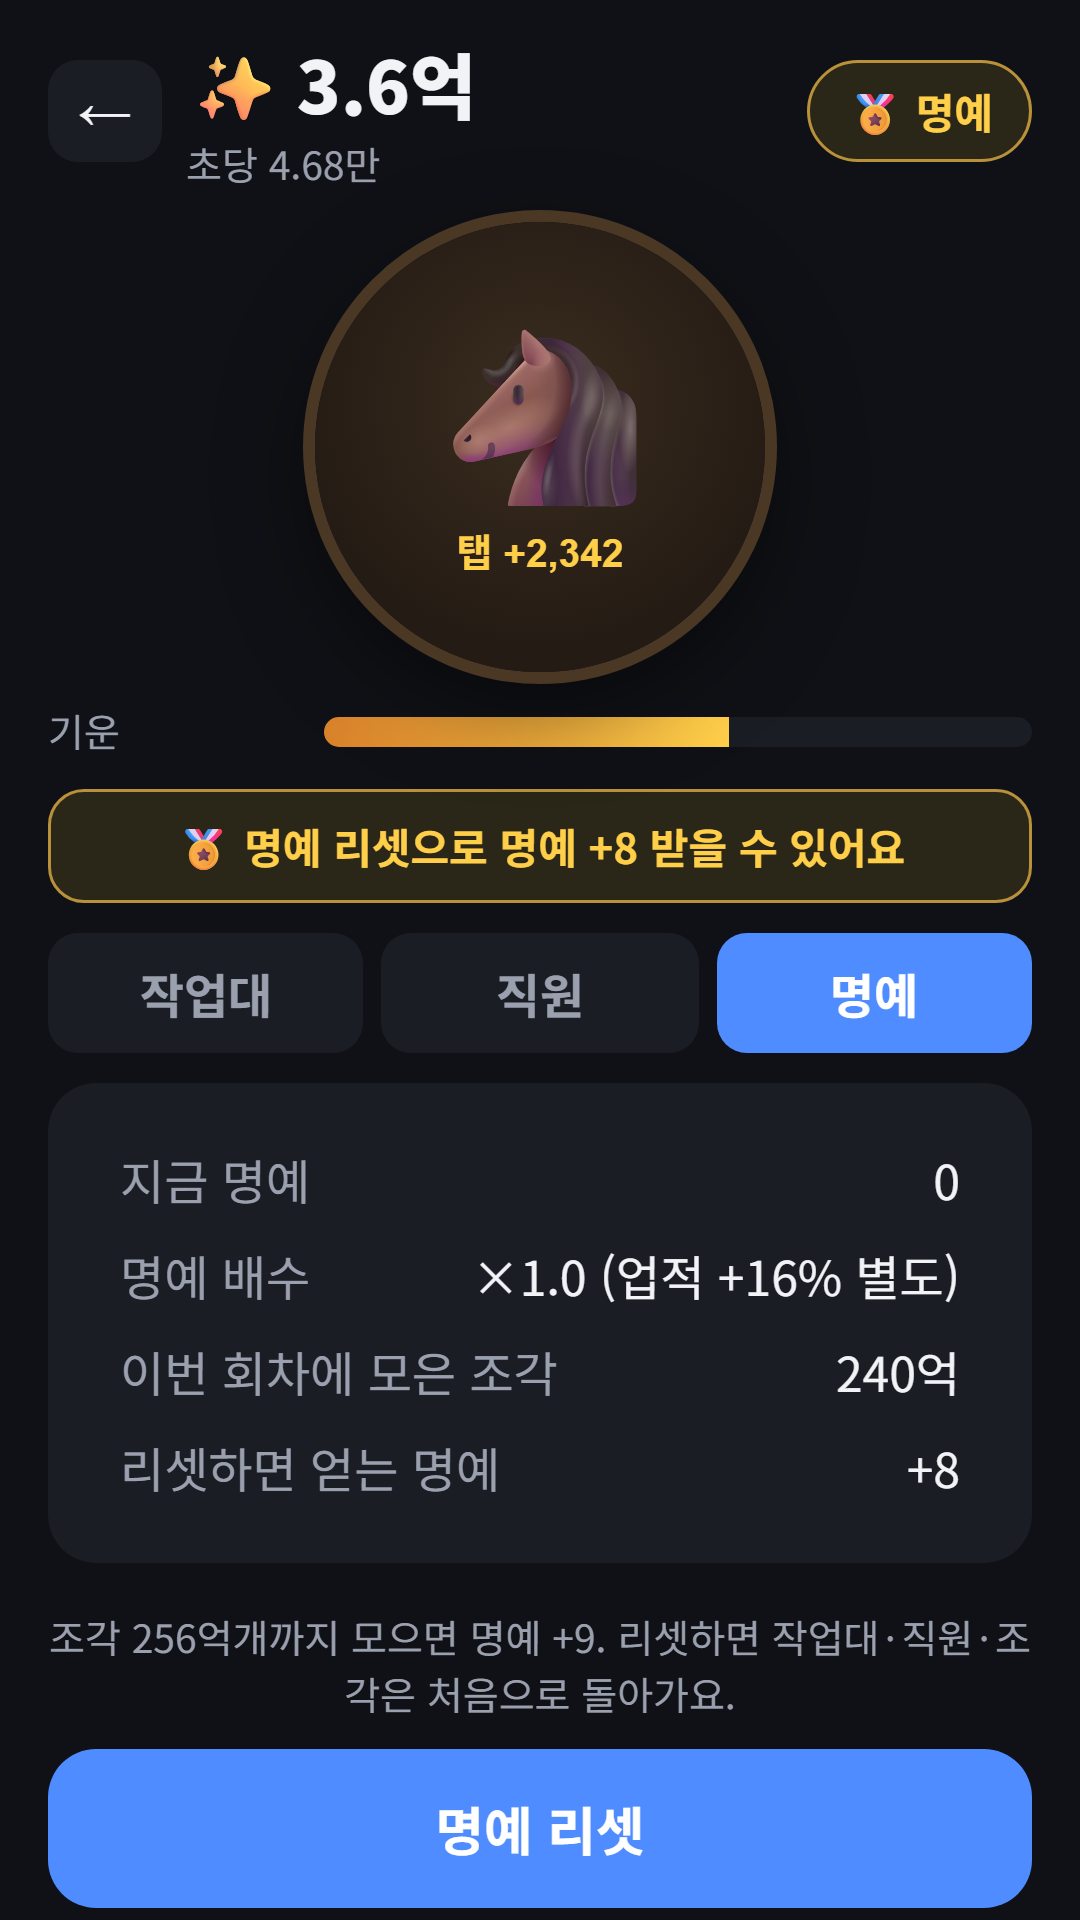 ← ✨ 3.6억
초당 4.68만
🏅 명예
탭 +2,342
기운
🏅 명예 리셋으로 명예 +8 받을 수 있어요
작업대
직원
명예
지금 명예 0
명예 배수 ×1.0 (업적 +16% 별도)
이번 회차에 모은 조각 240억
리셋하면 얻는 명예 +8
조각 256억개까지 모으면 명예 +9. 리셋하면 작업대·직원·조
각은 처음으로 돌아가요.
명예 리셋